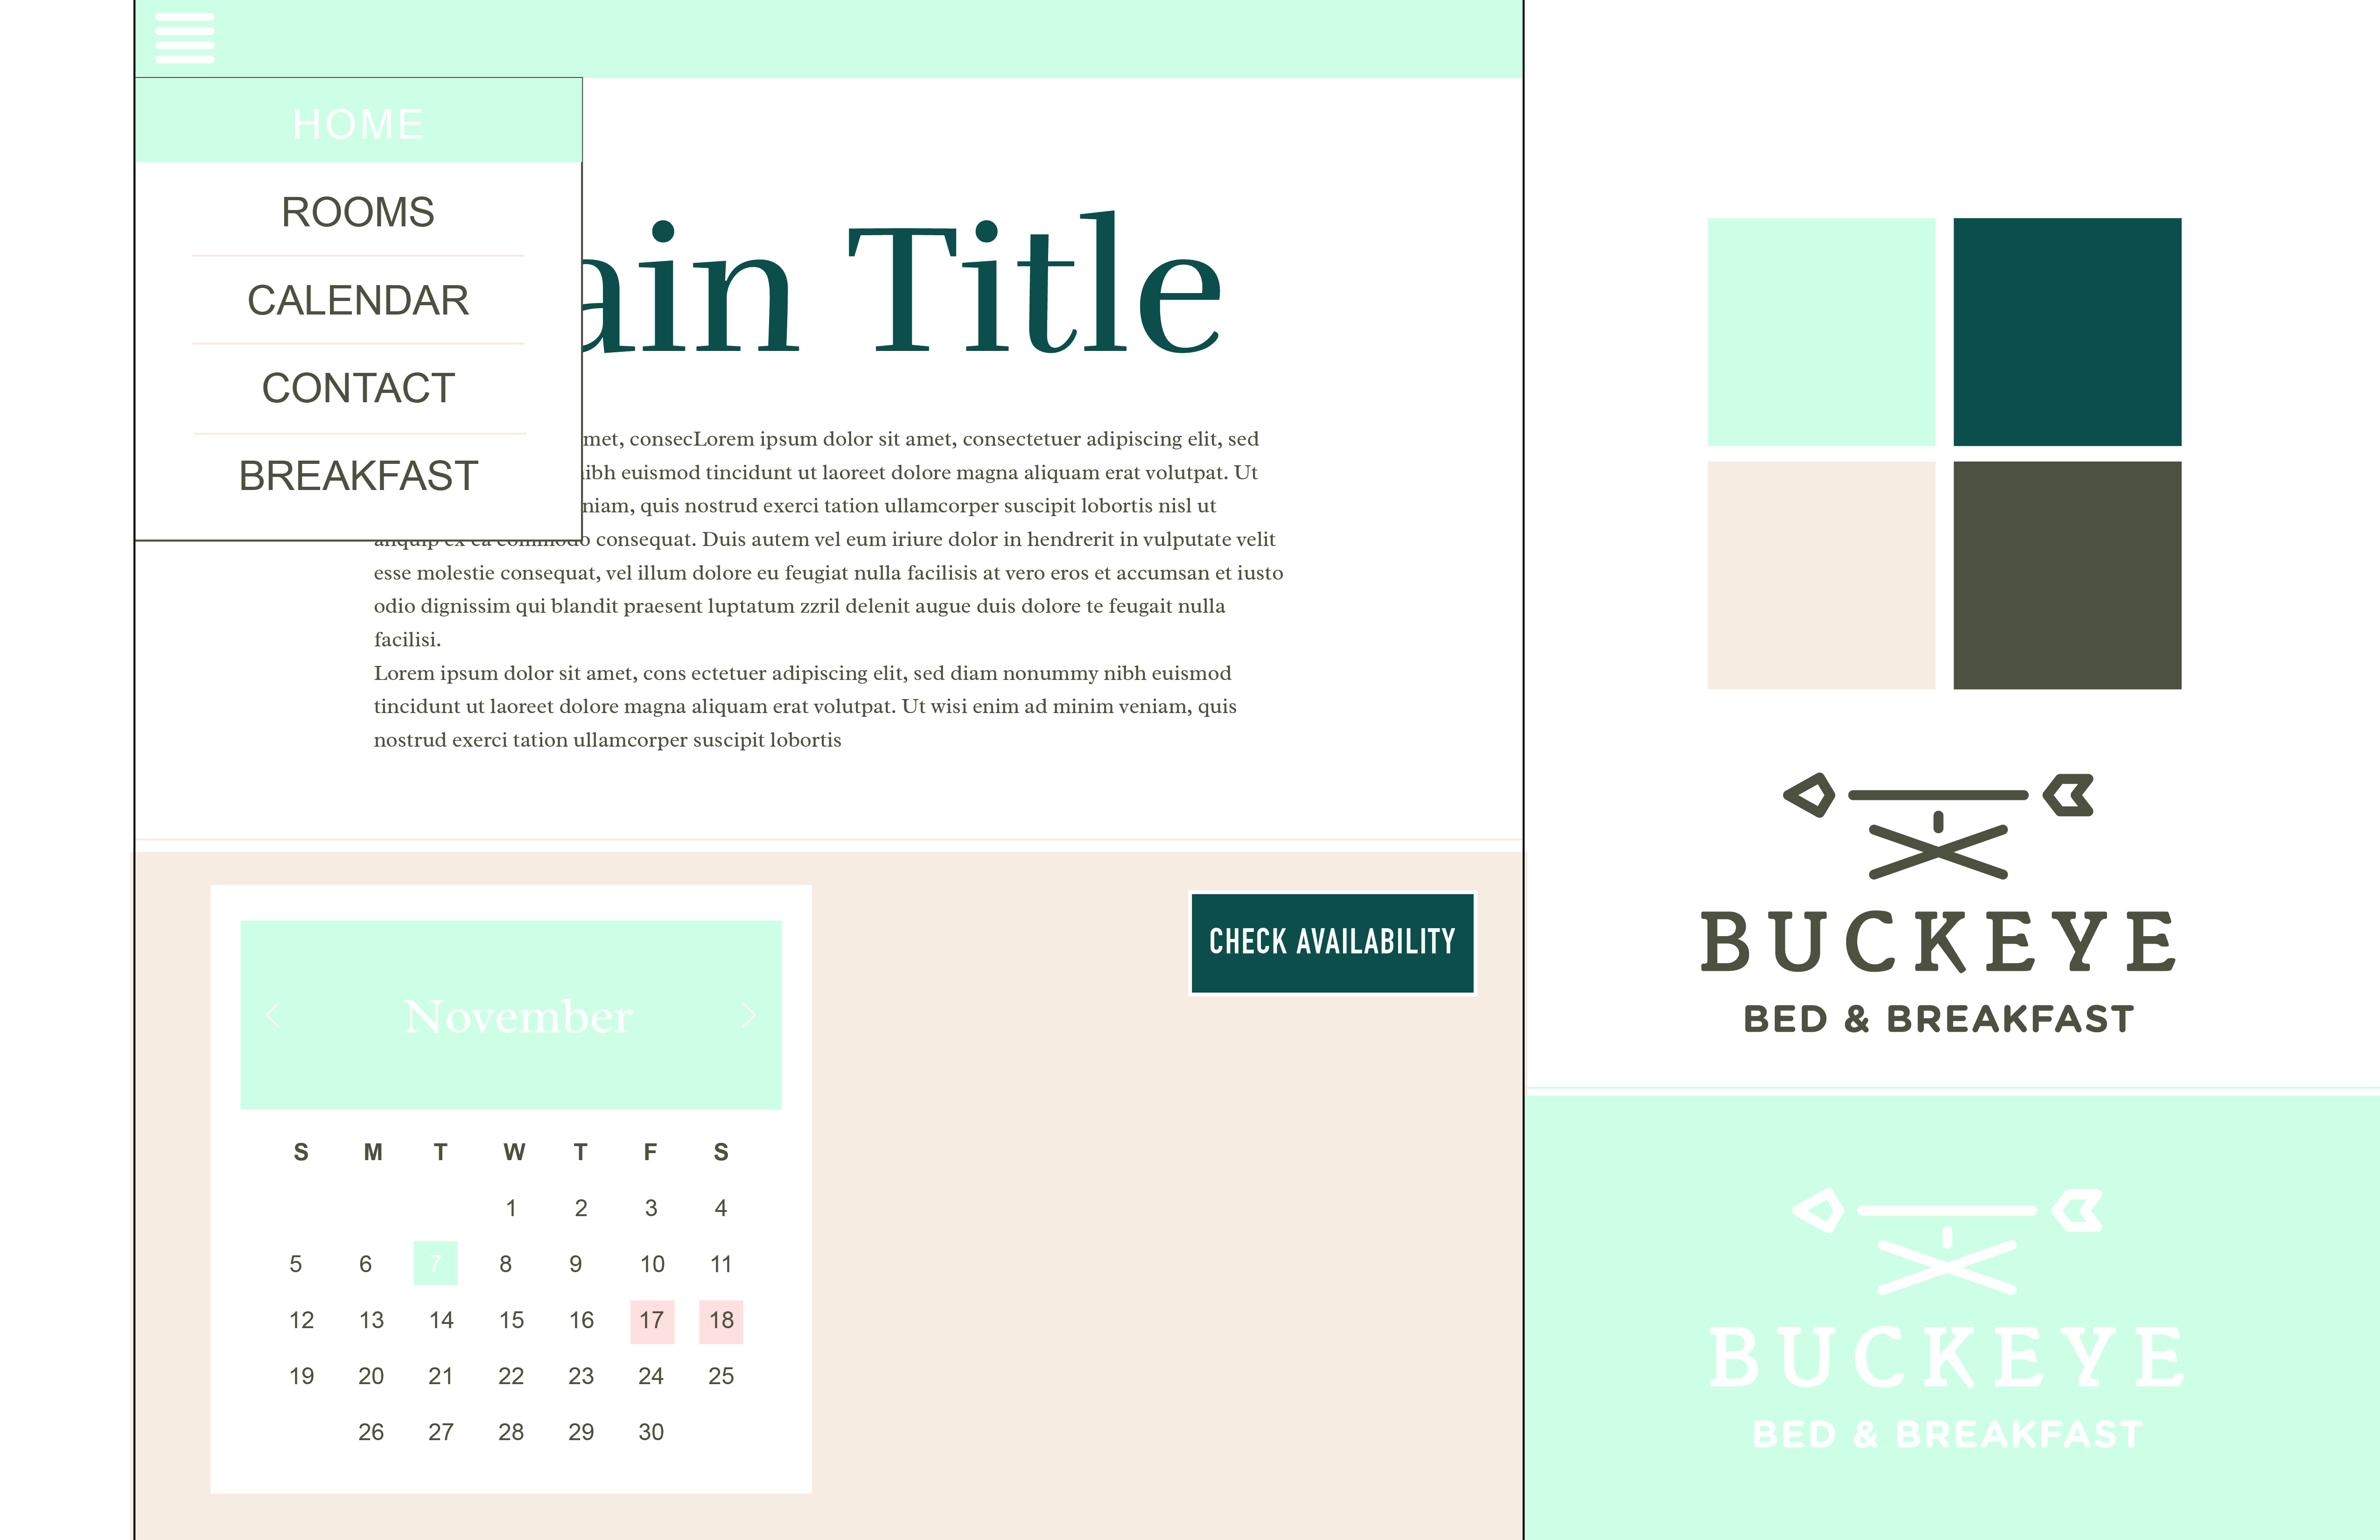 HOME
ROOMS
CALENDAR
CONTACT
BREAKFAST
ain Title
met, consecLorem ipsum dolor sit amet, consectetuer adipiscing elit, sed
nibh euismod tincidunt ut laoreet dolore magna aliquam erat volutpat. Ut
niam, quis nostrud exerci tation ullamcorper suscipit lobortis nisl ut
aliquip ex ea commodo consequat. Duis autem vel eum iriure dolor in hendrerit in vulputate velit
esse molestie consequat, vel illum dolore eu feugiat nulla facilisis at vero eros et accumsan et iusto
odio dignissim qui blandit praesent luptatum zzril delenit augue duis dolore te feugait nulla
facilisi.
Lorem ipsum dolor sit amet, cons ectetuer adipiscing elit, sed diam nonummy nibh euismod
tincidunt ut laoreet dolore magna aliquam erat volutpat. Ut wisi enim ad minim veniam, quis
nostrud exerci tation ullamcorper suscipit lobortis
November
S M T W T F S
1 2 3 4
5 6 7 8 9 10 11
12 13 14 15 16 17 18
19 20 21 22 23 24 25
26 27 28 29 30
CHECK AVAILABILITY
BUCKEYE
BED & BREAKFAST
BUCKEYE
BED & BREAKFAST